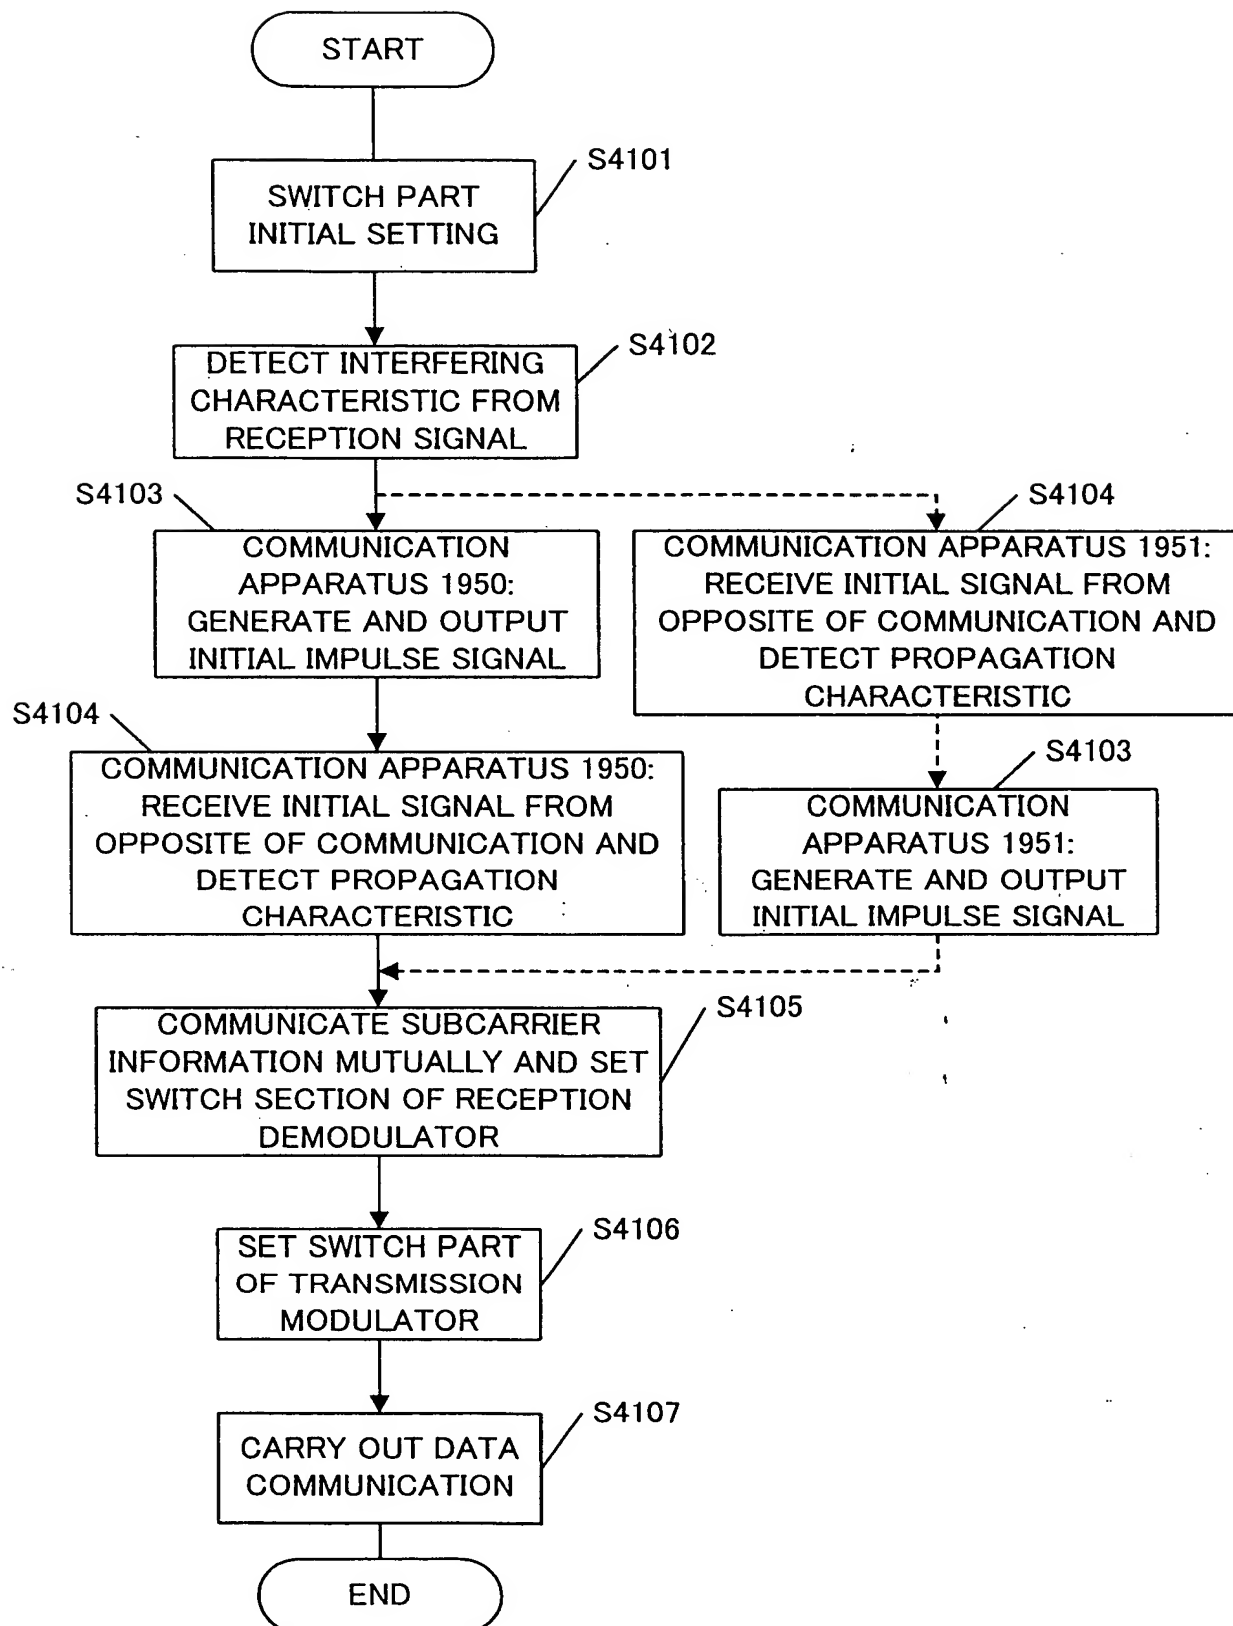 START
S4101
SWITCH PART
INITIAL SETTING
S4102
DETECT INTERFERING
CHARACTERISTIC FROM
RECEPTION SIGNAL
S4103
COMMUNICATION
APPARATUS 1950:
GENERATE AND OUTPUT
INITIAL IMPULSE SIGNAL
S4104
COMMUNICATION APPARATUS 1951:
RECEIVE INITIAL SIGNAL FROM
OPPOSITE OF COMMUNICATION AND
DETECT PROPAGATION
CHARACTERISTIC
S4104
COMMUNICATION APPARATUS 1950:
RECEIVE INITIAL SIGNAL FROM
OPPOSITE OF COMMUNICATION AND
DETECT PROPAGATION
CHARACTERISTIC
S4103
COMMUNICATION
APPARATUS 1951:
GENERATE AND OUTPUT
INITIAL IMPULSE SIGNAL
S4105
COMMUNICATE SUBCARRIER
INFORMATION MUTUALLY AND SET
SWITCH SECTION OF RECEPTION
DEMODULATOR
S4106
SET SWITCH PART
OF TRANSMISSION
MODULATOR
S4107
CARRY OUT DATA
COMMUNICATION
END